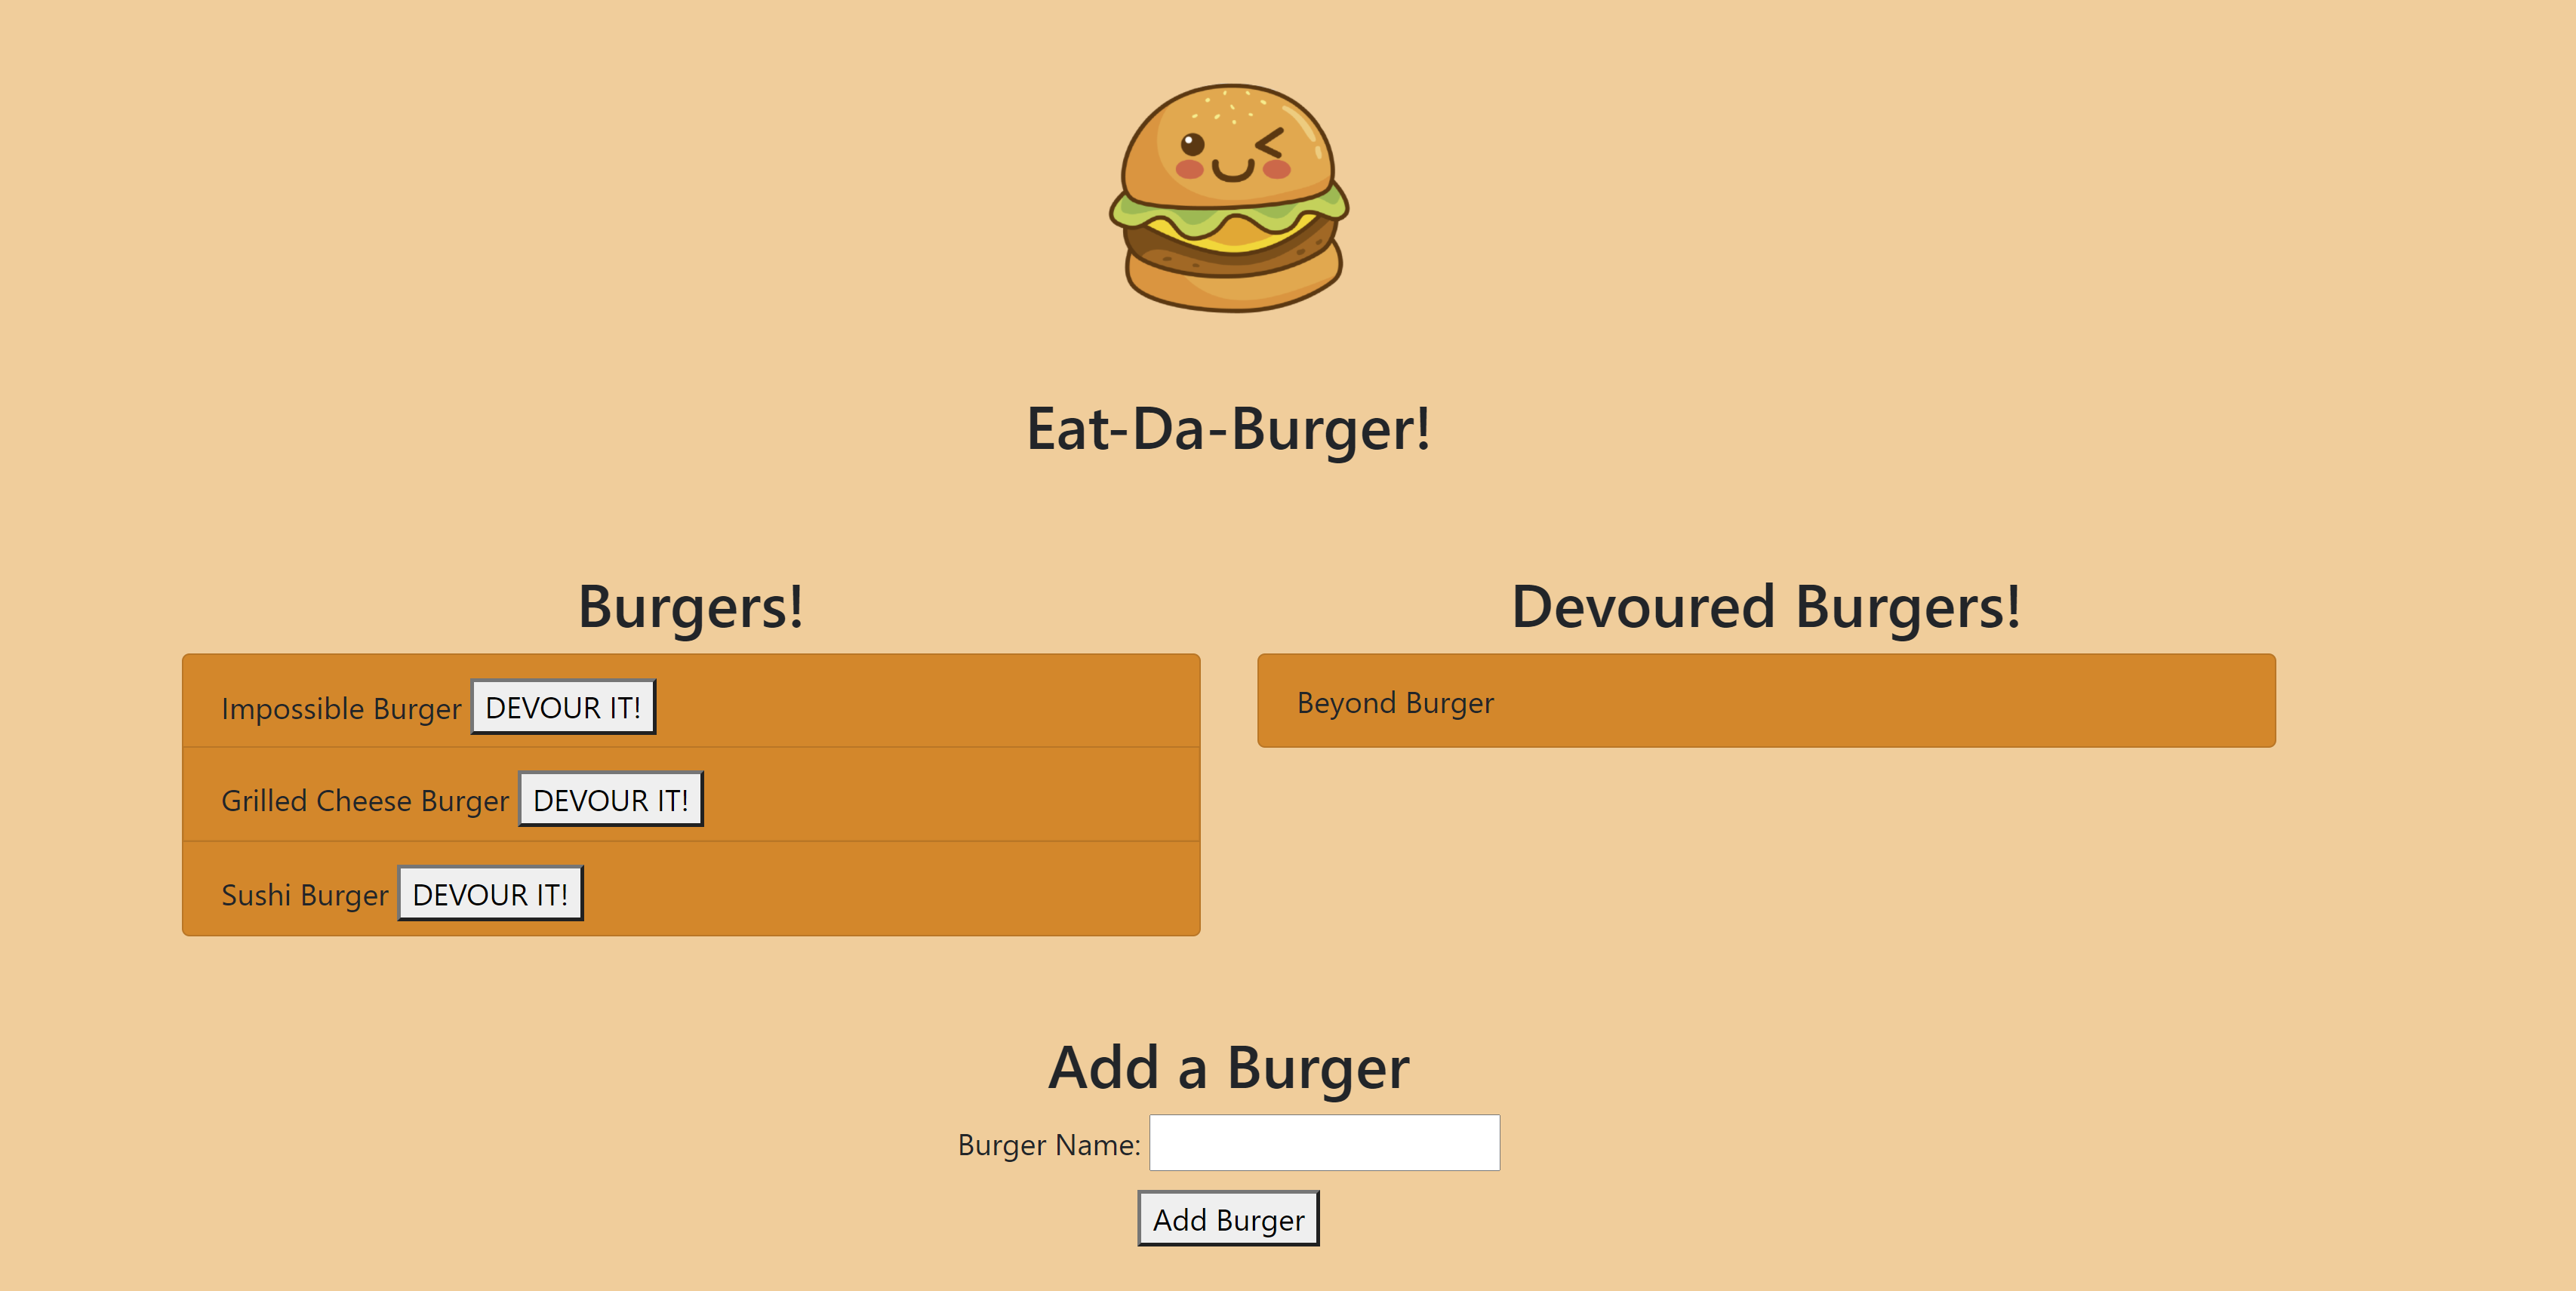 Eat-Da-Burger!
Burgers!
Impossible Burger DEVOUR IT!
Grilled Cheese Burger DEVOUR IT!
Sushi Burger DEVOUR IT!
Devoured Burgers!
Beyond Burger
Add a Burger
Burger Name:
Add Burger